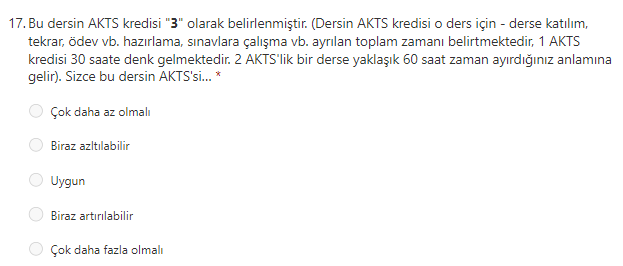 17. Bu dersin AKTS kredisi "3" olarak belirlenmiştir. (Dersin AKTS kredisi o ders için - derse katılım,
tekrar, ödev vb. hazırlama, sınavlara çalışma vb. ayrılan toplam zamanı belirtmektedir, 1 AKTS
kredisi 30 saate denk gelmektedir. 2 AKTS'lik bir derse yaklaşık 60 saat zaman ayırdığınız anlamına
gelir). Sizce bu dersin AKTS'si... *
Çok daha az olmalı
Biraz azltılabilir
Uygun
Biraz artırılabilir
Çok daha fazla olmalı